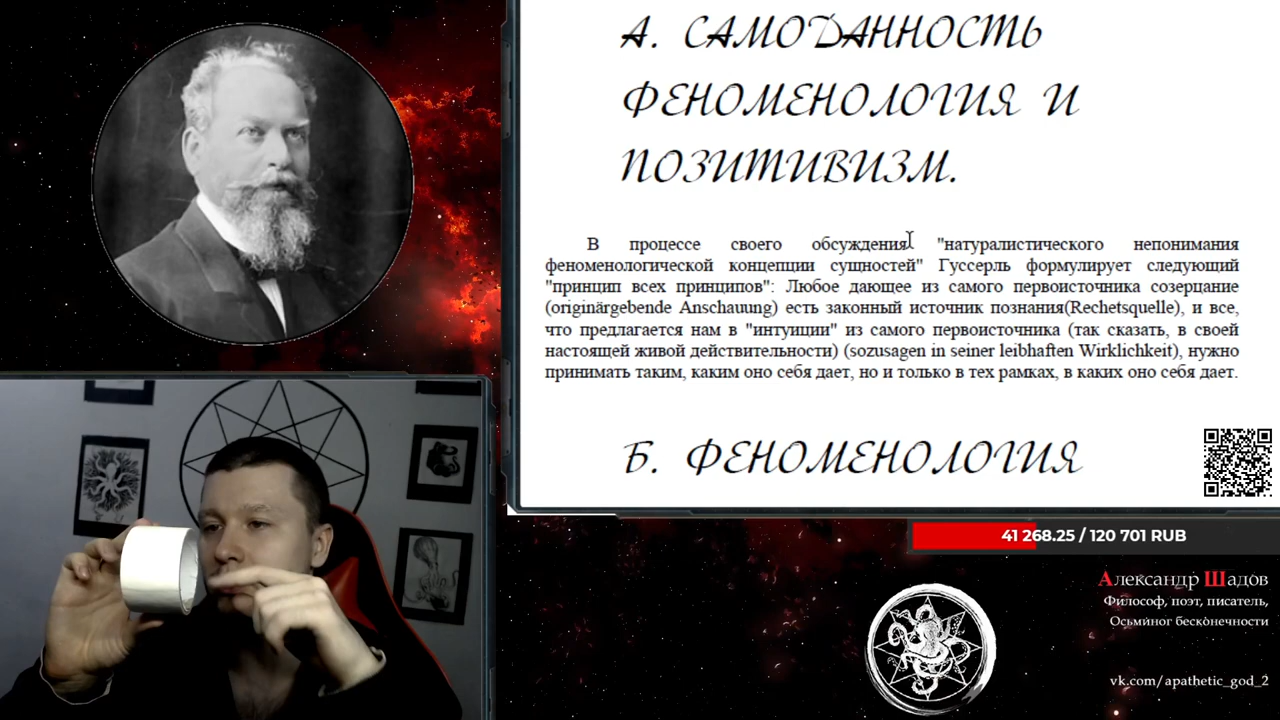 А. САМОДАННОСТЬ
ФЕНОМЕНОЛОГИЯ И
ПОЗИТИВИЗМ.
В процессе своего обсуждения "натуралистического непонимания
феноменологической концепции сущностей" Гуссерль формулирует следующий
"принцип всех принципов": Любое дающее из самого первоисточника созерцание
(originärgebende Anschauung) есть законный источник познания(Rechetsquelle), и все,
что предлагается нам в "интуиции" из самого первоисточника (так сказать, в своей
настоящей живой действительности) (sozusagen in seiner leibhaften Wirklichkeit), нужно
принимать таким, каким оно себя дает, но и только в тех рамках, в каких оно себя дает.
Б. ФЕНОМЕНОЛОГИЯ
41 268.25 / 120 701 RUB
Александр Шадов
Философ, поэт, писатель,
Осьминог бесконечности
vk.com/apathetic_god_2